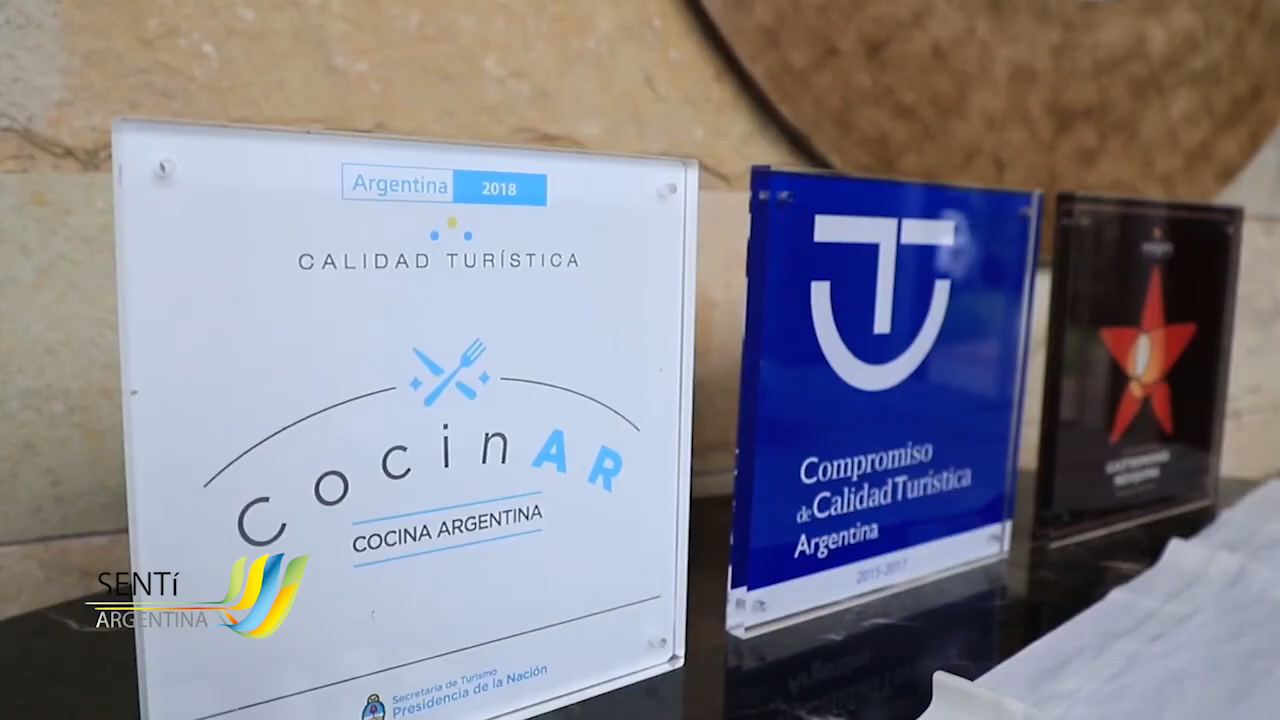 Argentina 2018
CALIDAD TURÍSTICA
CocinAR
COCINA ARGENTINA
Secretaría de Turismo
Presidencia de la Nación
Compromiso
de Calidad Turística
Argentina
2015-2017
SENTí
ARGENTINA